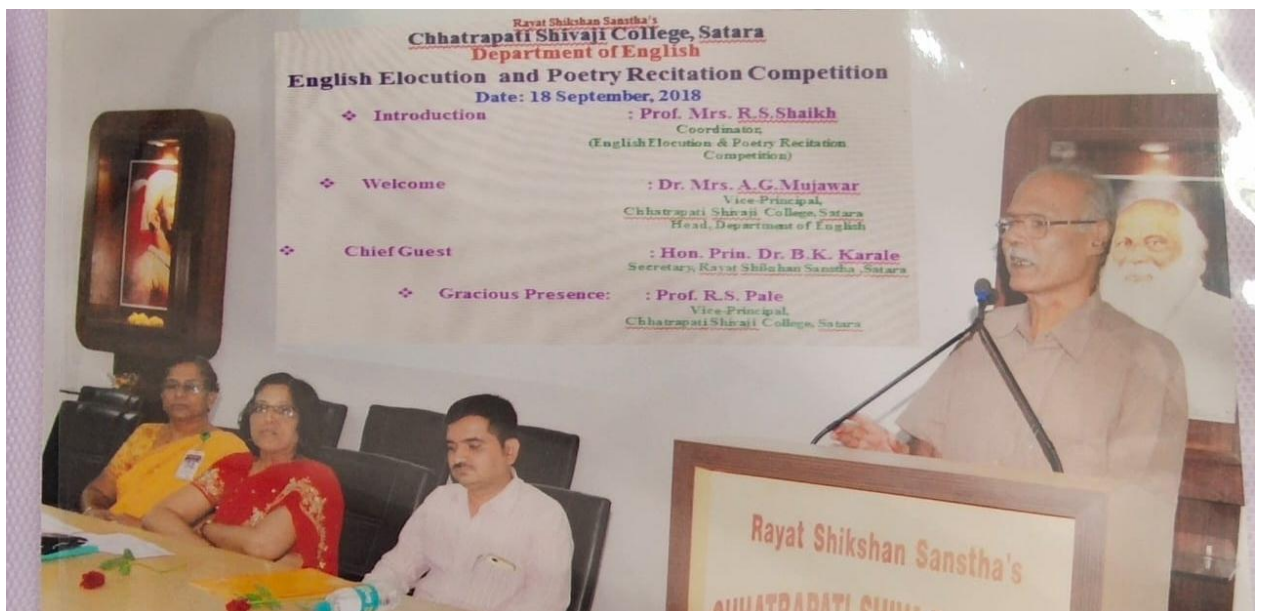 Rayat Shikshan Sanstha's
Chhatrapati Shivaji College, Satara
Department of English
English Elocution and Poetry Recitation Competition
Date: 18 September, 2018
❖ Introduction : Prof. Mrs. R.S.Shaikh
Coordinator,
(English Elocution & Poetry Recitation
Competition)
❖ Welcome : Dr. Mrs. A.G.Mujawar
Vice-Principal,
Chhatrapati Shivaji College, Satara
Head, Department of English
❖ Chief Guest : Hon. Prin. Dr. B.K. Karale
Secretary, Rayat Shikshan Sanstha ,Satara
❖ Gracious Presence: : Prof. R.S. Pale
Vice-Principal,
Chhatrapati Shivaji College, Satara
Rayat Shikshan Sanstha's
CHHATRAPATI